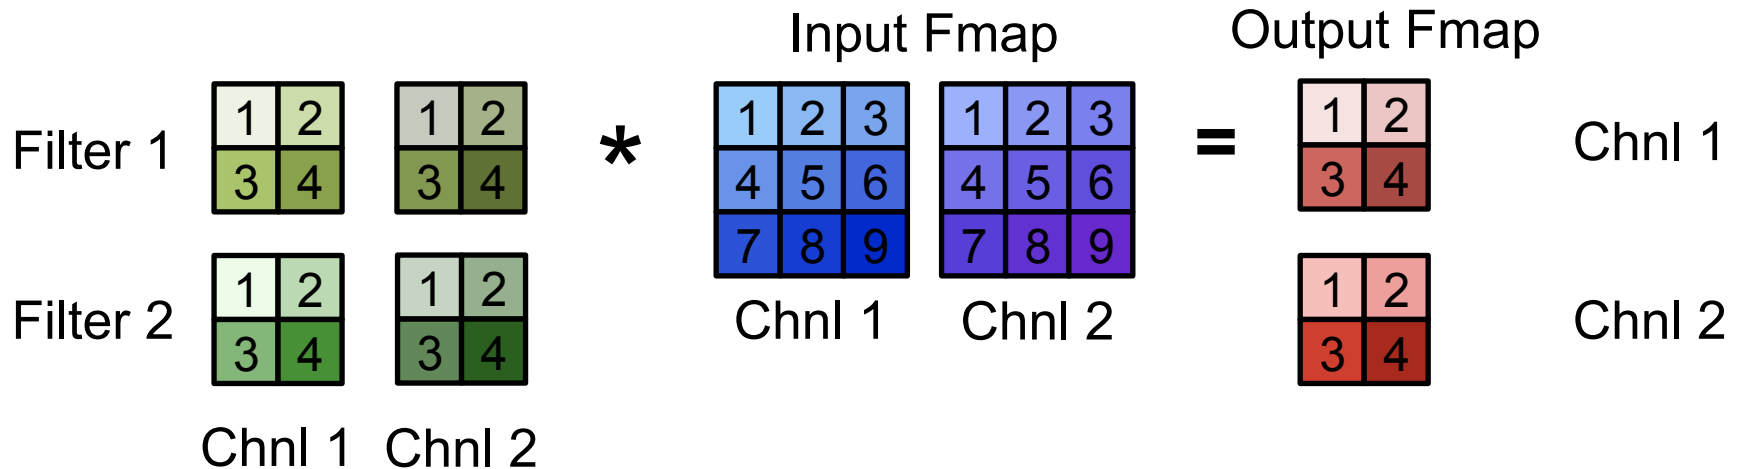 Input Fmap Output Fmap
Filter 1 1 2 1 2 * 1 2 3 1 2 3 = 1 2 Chnl 1
3 4 3 4 4 5 6 4 5 6 3 4
7 8 9 7 8 9
Filter 2 1 2 1 2 Chnl 1 Chnl 2 1 2 Chnl 2
3 4 3 4 3 4
Chnl 1 Chnl 2